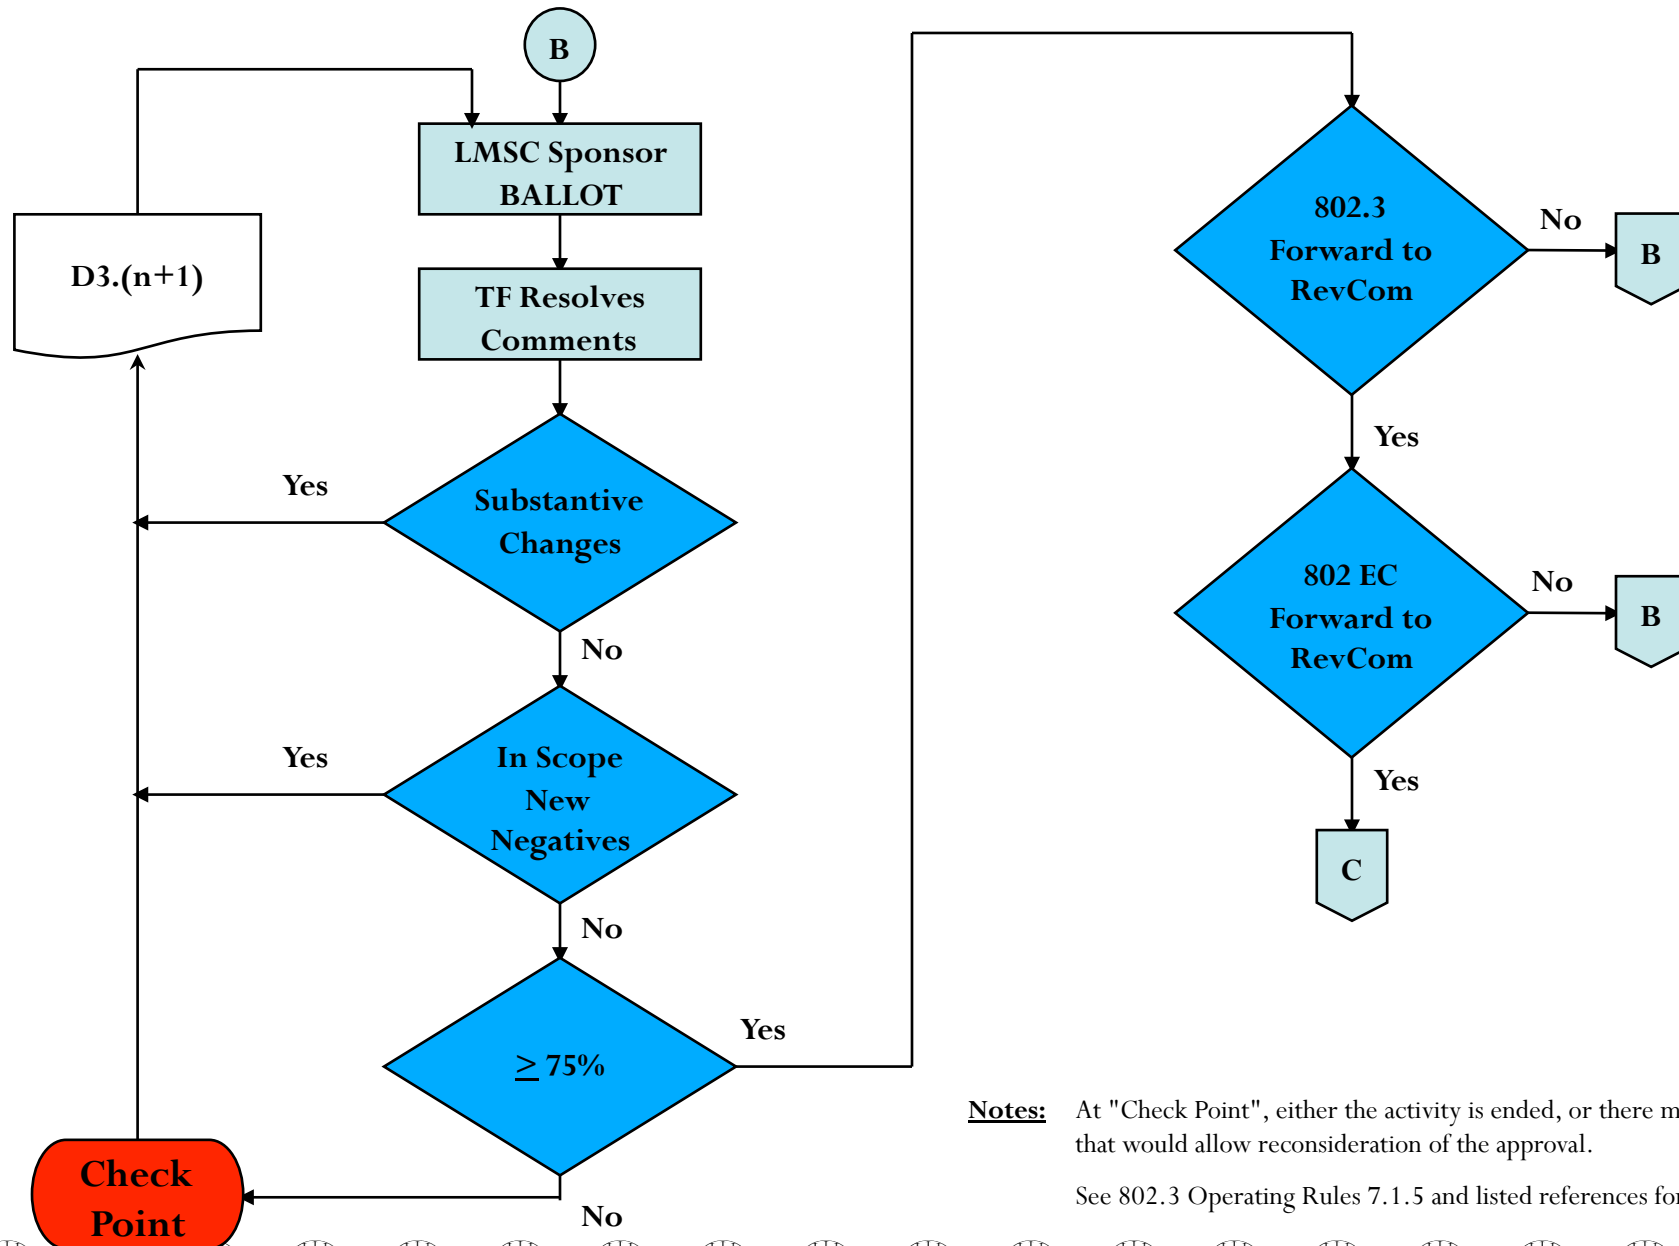 B
LMSC Sponsor
BALLOT
D3.(n+1)
TF Resolves
Comments
Yes
Substantive
Changes
No
Yes
In Scope
New
Negatives
No
≥ 75%
Yes
Check
Point
No
802.3
Forward to
RevCom
No
B
Yes
802 EC
Forward to
RevCom
No
B
Yes
C
Notes: At "Check Point", either the activity is ended, or there
that would allow reconsideration of the approval.
See 802.3 Operating Rules 7.1.5 and listed references for